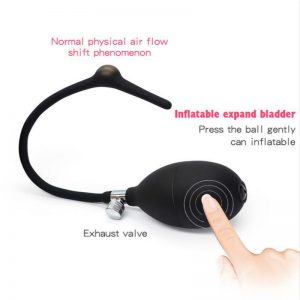 Normal physical air flow
shift phenomenon
Inflatable expand bladder
Press the ball gently
can inflatable
Exhaust valve